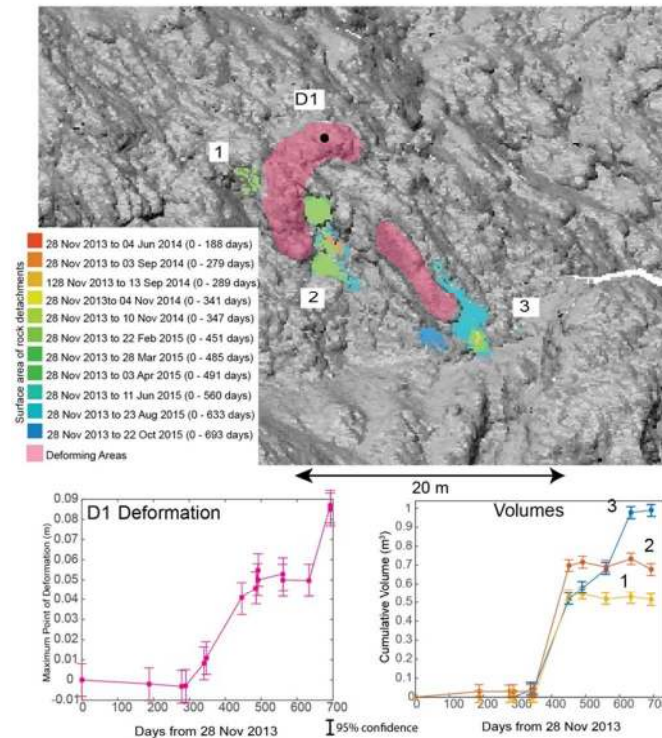 D1
1
2
3
Surface area of rock detachments
28 Nov 2013 to 04 Jun 2014 (0 - 188 days)
28 Nov 2013 to 03 Sep 2014 (0 - 279 days)
128 Nov 2013 to 13 Sep 2014 (0 - 289 days)
28 Nov 2013to 04 Nov 2014 (0 - 341 days)
28 Nov 2013 to 10 Nov 2014 (0 - 347 days)
28 Nov 2013 to 22 Feb 2015 (0 - 451 days)
28 Nov 2013 to 28 Mar 2015 (0 - 485 days)
28 Nov 2013 to 03 Apr 2015 (0 - 491 days)
28 Nov 2013 to 11 Jun 2015 (0 - 560 days)
28 Nov 2013 to 23 Aug 2015 (0 - 633 days)
28 Nov 2013 to 22 Oct 2015 (0 - 693 days)
Deforming Areas
20 m
D1 Deformation
Maximum Point of Deformation (m)
0.09
0.08
0.07
0.06
0.05
0.04
0.03
0.02
0.01
0
-0.01
0 100 200 300 400 500 600 700
Days from 28 Nov 2013
95% confidence
Volumes
Cumulative Volume (m³)
1
0.9
0.8
0.7
0.6
0.5
0.4
0.3
0.2
0.1
0
3
2
1
0 100 200 300 400 500 600 700
Days from 28 Nov 2013